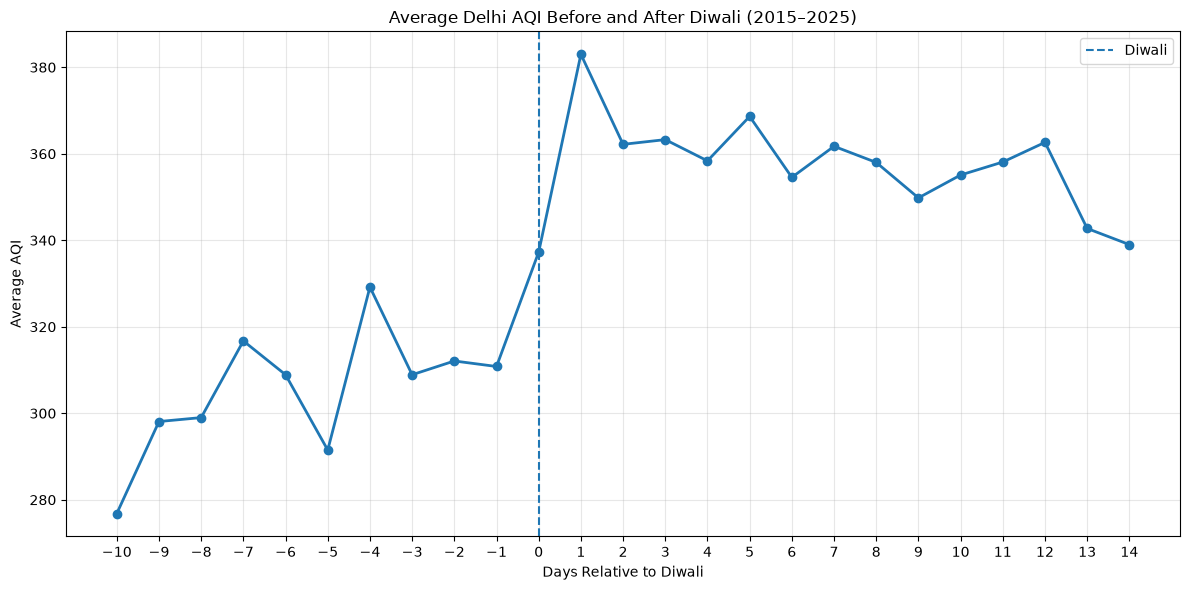 Average Delhi AQI Before and After Diwali (2015–2025)
Diwali
380
360
340
320
300
280
Average AQI
−10 −9 −8 −7 −6 −5 −4 −3 −2 −1 0 1 2 3 4 5 6 7 8 9 10 11 12 13 14
Days Relative to Diwali